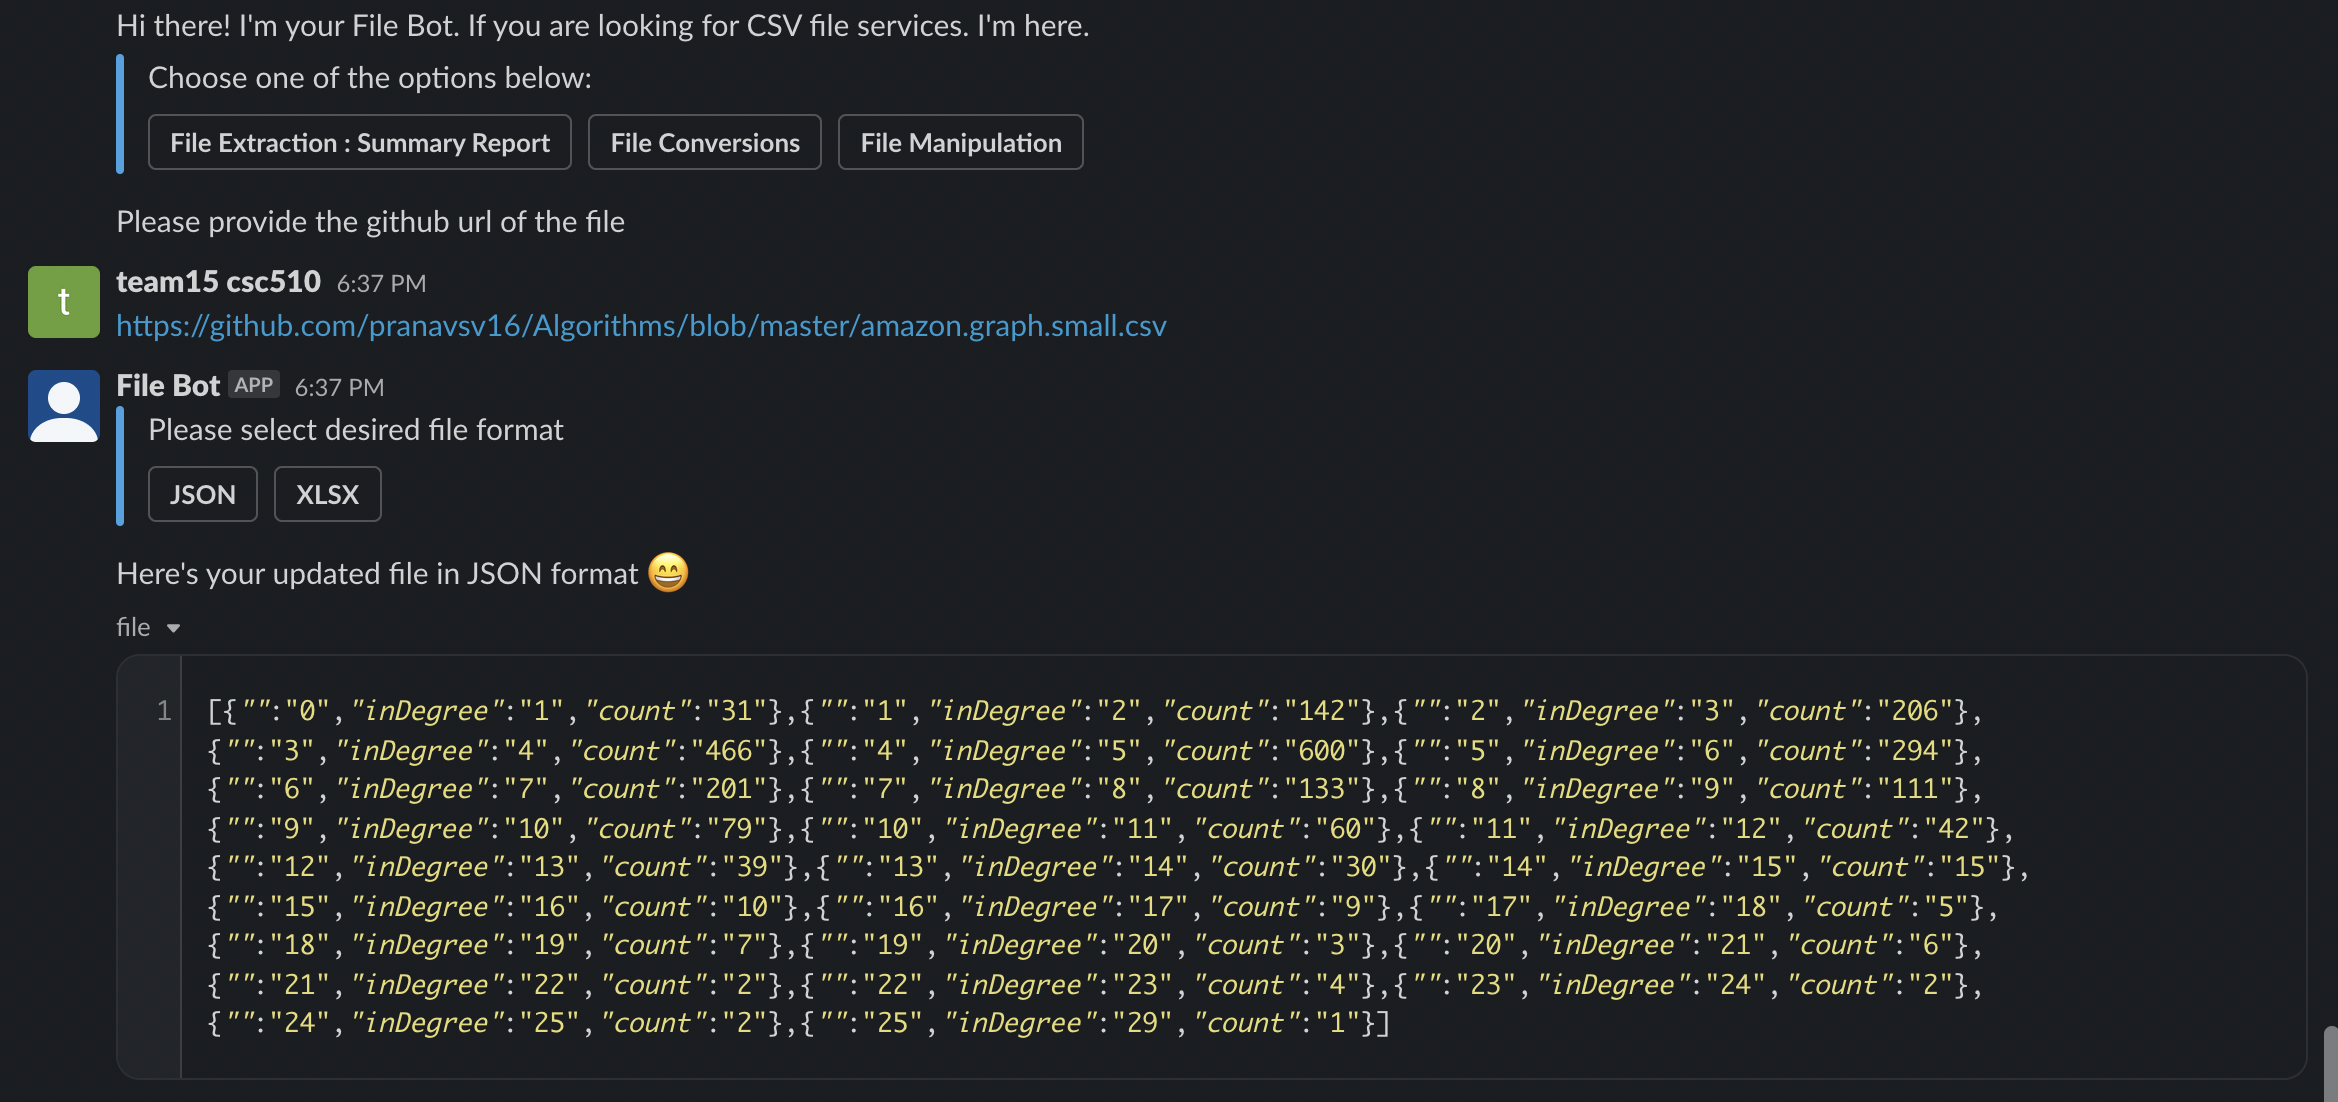 Hi there! I'm your File Bot. If you are looking for CSV file services. I'm here.
Choose one of the options below:
File Extraction : Summary Report File Conversions File Manipulation
Please provide the github url of the file
t team15 csc510 6:37 PM
https://github.com/pranavsv16/Algorithms/blob/master/amazon.graph.small.csv
File Bot APP 6:37 PM
Please select desired file format
JSON XLSX
Here's your updated file in JSON format 😄
file
1 [{"":"0","inDegree":"1","count":"31"},{"":"1","inDegree":"2","count":"142"},{"":"2","inDegree":"3","count":"206"},
{"":"3","inDegree":"4","count":"466"},{"":"4","inDegree":"5","count":"600"},{"":"5","inDegree":"6","count":"294"},
{"":"6","inDegree":"7","count":"201"},{"":"7","inDegree":"8","count":"133"},{"":"8","inDegree":"9","count":"111"},
{"":"9","inDegree":"10","count":"79"},{"":"10","inDegree":"11","count":"60"},{"":"11","inDegree":"12","count":"42"},
{"":"12","inDegree":"13","count":"39"},{"":"13","inDegree":"14","count":"30"},{"":"14","inDegree":"15","count":"15"},
{"":"15","inDegree":"16","count":"10"},{"":"16","inDegree":"17","count":"9"},{"":"17","inDegree":"18","count":"5"},
{"":"18","inDegree":"19","count":"7"},{"":"19","inDegree":"20","count":"3"},{"":"20","inDegree":"21","count":"6"},
{"":"21","inDegree":"22","count":"2"},{"":"22","inDegree":"23","count":"4"},{"":"23","inDegree":"24","count":"2"},
{"":"24","inDegree":"25","count":"2"},{"":"25","inDegree":"29","count":"1"}]